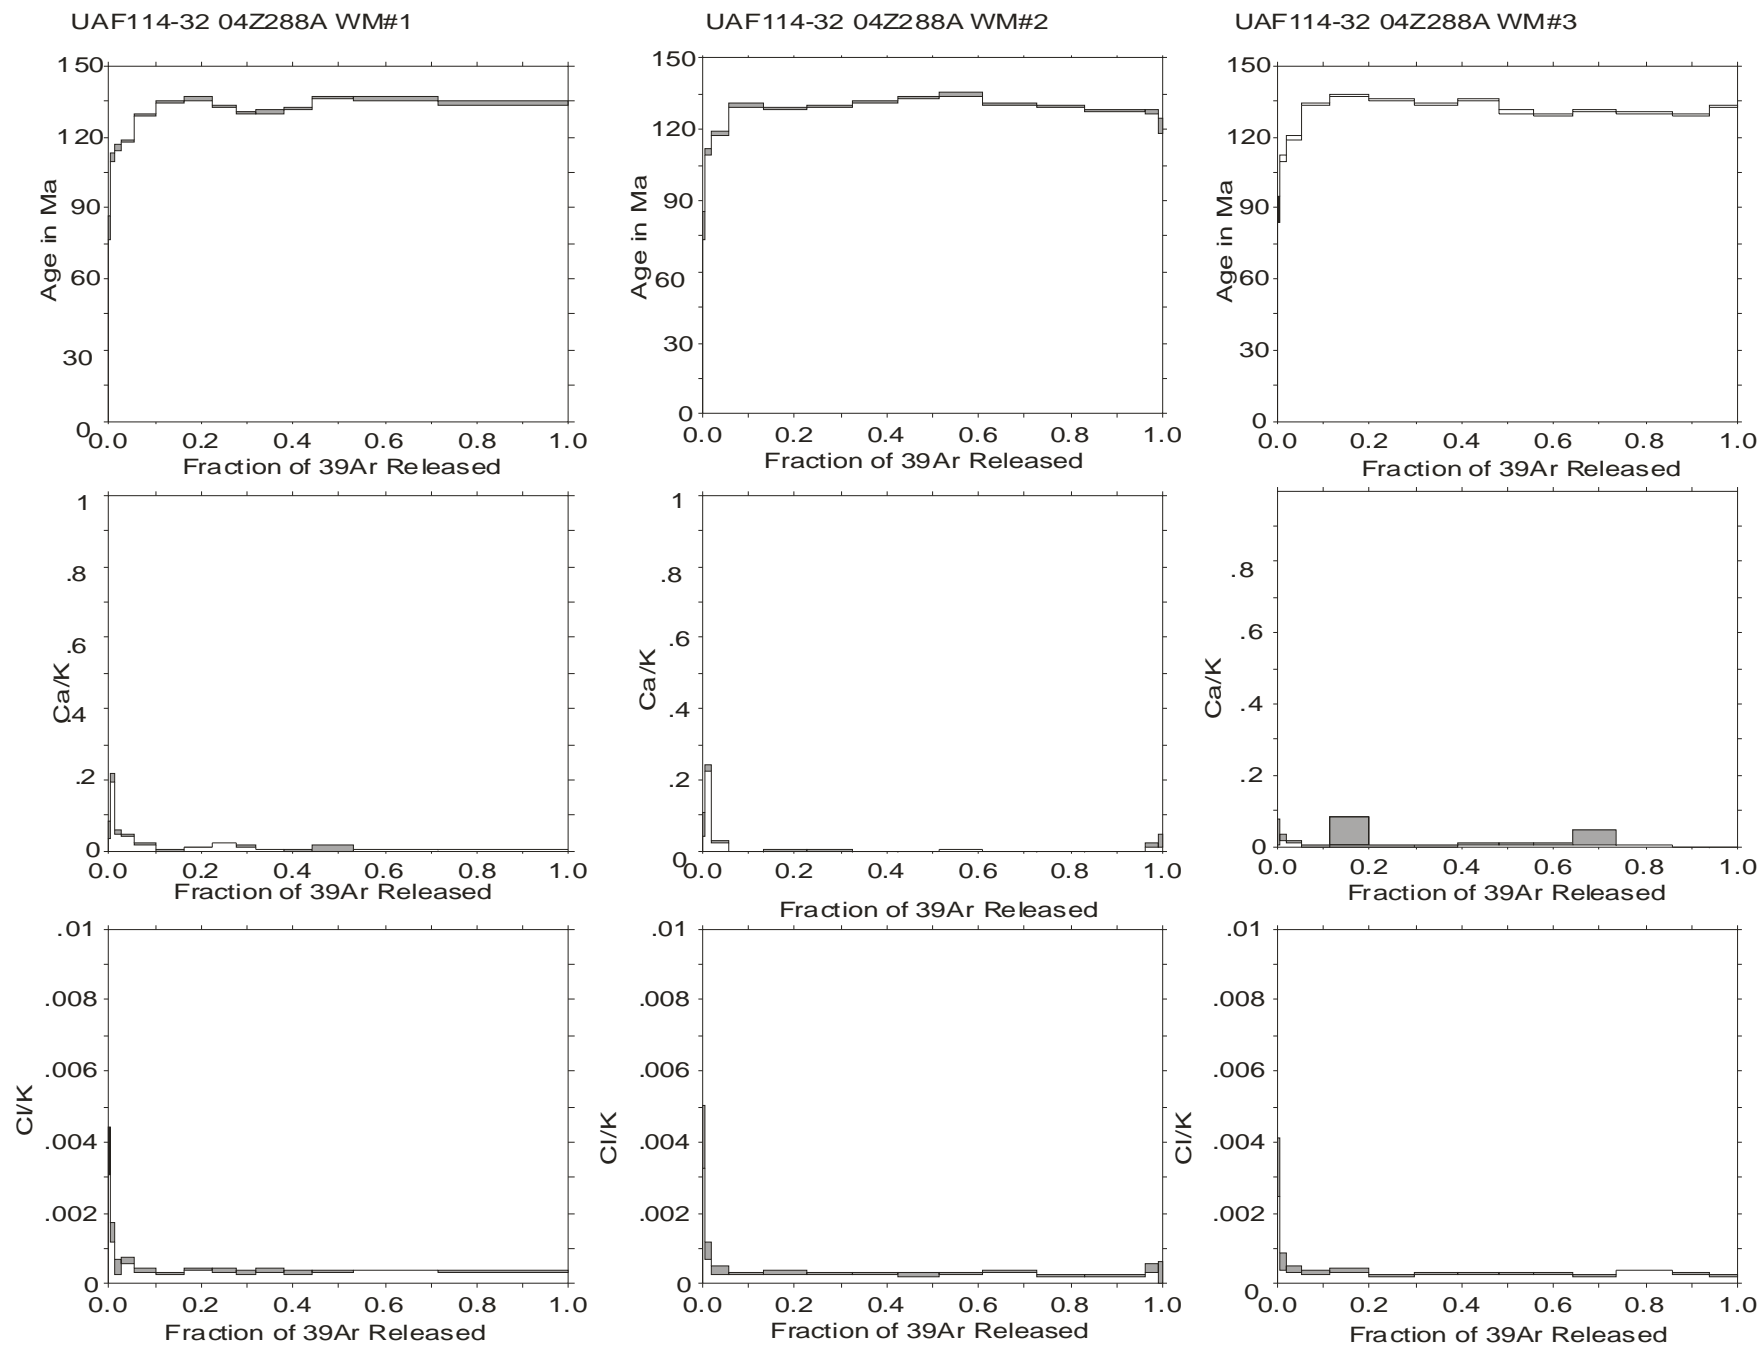 UAF114-32 04Z288A WM#1
150
120
90
60
30
0
Age in Ma
0.0 0.2 0.4 0.6 0.8 1.0
Fraction of 39Ar Released
UAF114-32 04Z288A WM#2
150
120
90
60
30
0
Age in Ma
0.0 0.2 0.4 0.6 0.8 1.0
Fraction of 39Ar Released
UAF114-32 04Z288A WM#3
150
120
90
60
30
0
Age in Ma
0.0 0.2 0.4 0.6 0.8 1.0
Fraction of 39Ar Released
1
.8
.6
.4
.2
0
Ca/K
0.0 0.2 0.4 0.6 0.8 1.0
Fraction of 39Ar Released
1
.8
.6
.4
.2
0
Ca/K
0.0 0.2 0.4 0.6 0.8 1.0
Fraction of 39Ar Released
.8
.6
.4
.2
0
Ca/K
0.0 0.2 0.4 0.6 0.8 1.0
Fraction of 39Ar Released
.01
.008
.006
.004
.002
0
Cl/K
0.0 0.2 0.4 0.6 0.8 1.0
Fraction of 39Ar Released
.01
.008
.006
.004
.002
0
Cl/K
0.0 0.2 0.4 0.6 0.8 1.0
Fraction of 39Ar Released
.01
.008
.006
.004
.002
0
Cl/K
0.0 0.2 0.4 0.6 0.8 1.0
Fraction of 39Ar Released